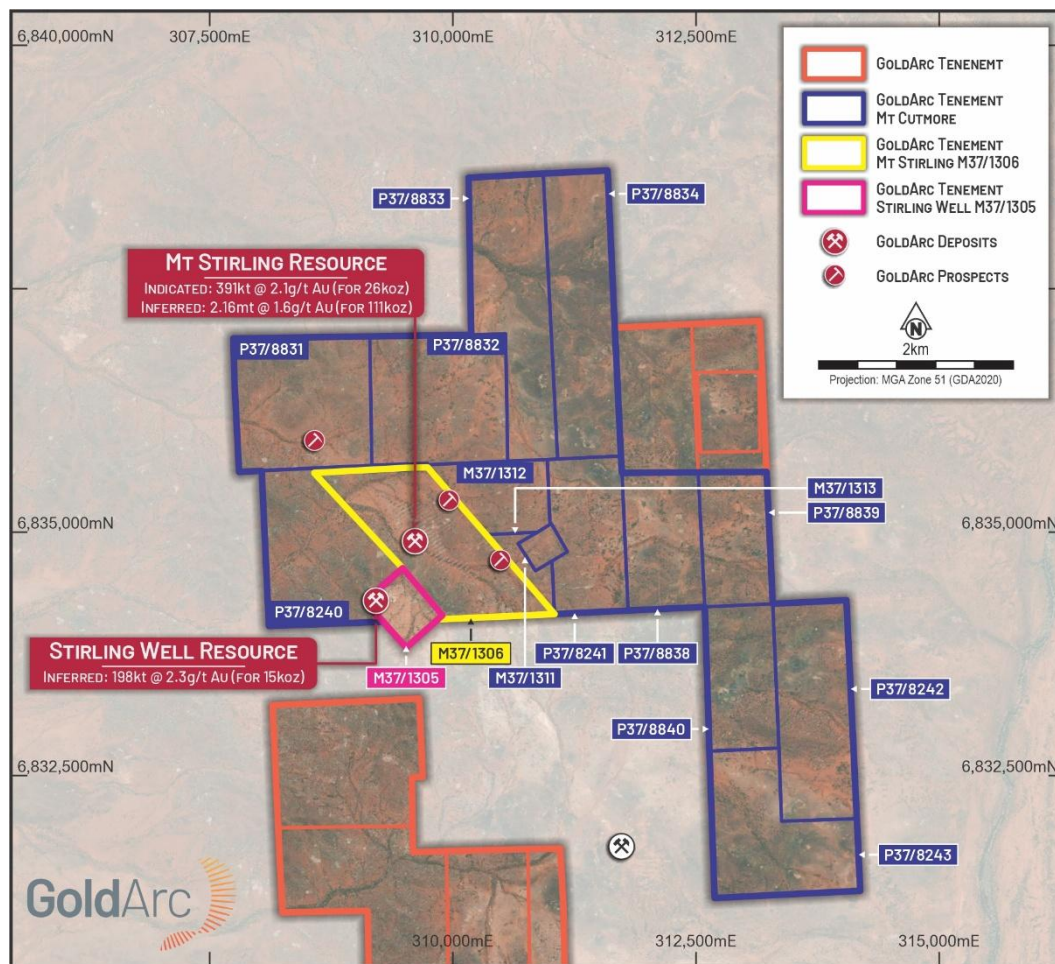 6,840,000mN
307,500mE
310,000mE
312,500mE
GOLDARC TENENEMT
GOLDARC TENEMENT
MT CUTMORE
GOLDARC TENEMENT
MT STIRLING M37/1306
GOLDARC TENEMENT
STIRLING WELL M37/1305
GOLDARC DEPOSITS
GOLDARC PROSPECTS
N
2km
Projection: MGA Zone 51 (GDA2020)
P37/8833
P37/8834
MT STIRLING RESOURCE
INDICATED: 391kt @ 2.1g/t Au (FOR 26koz)
INFERRED: 2.16mt @ 1.6g/t Au (FOR 111koz)
P37/8831
P37/8832
M37/1312
M37/1313
P37/8839
6,835,000mN
6,835,000mN
P37/8240
STIRLING WELL RESOURCE
INFERRED: 198kt @ 2.3g/t Au (FOR 15koz)
M37/1305
M37/1306
P37/8241
P37/8838
M37/1311
P37/8242
P37/8840
6,832,500mN
6,832,500mN
P37/8243
GoldArc
310,000mE
312,500mE
315,000mE